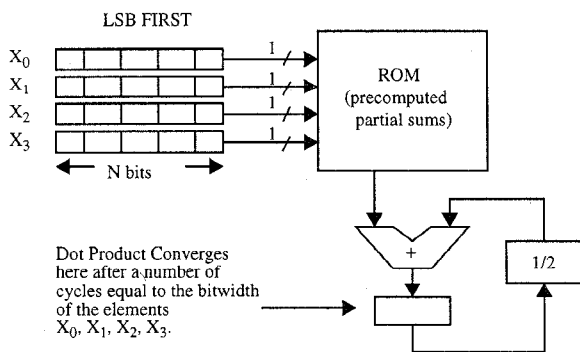 LSB FIRST
X0
1
X1
1
X2
1
X3
1
N bits
ROM
(precomputed
partial sums)
+
1/2
Dot Product Converges
here after a number of
cycles equal to the bitwidth
of the elements
X0, X1, X2, X3.